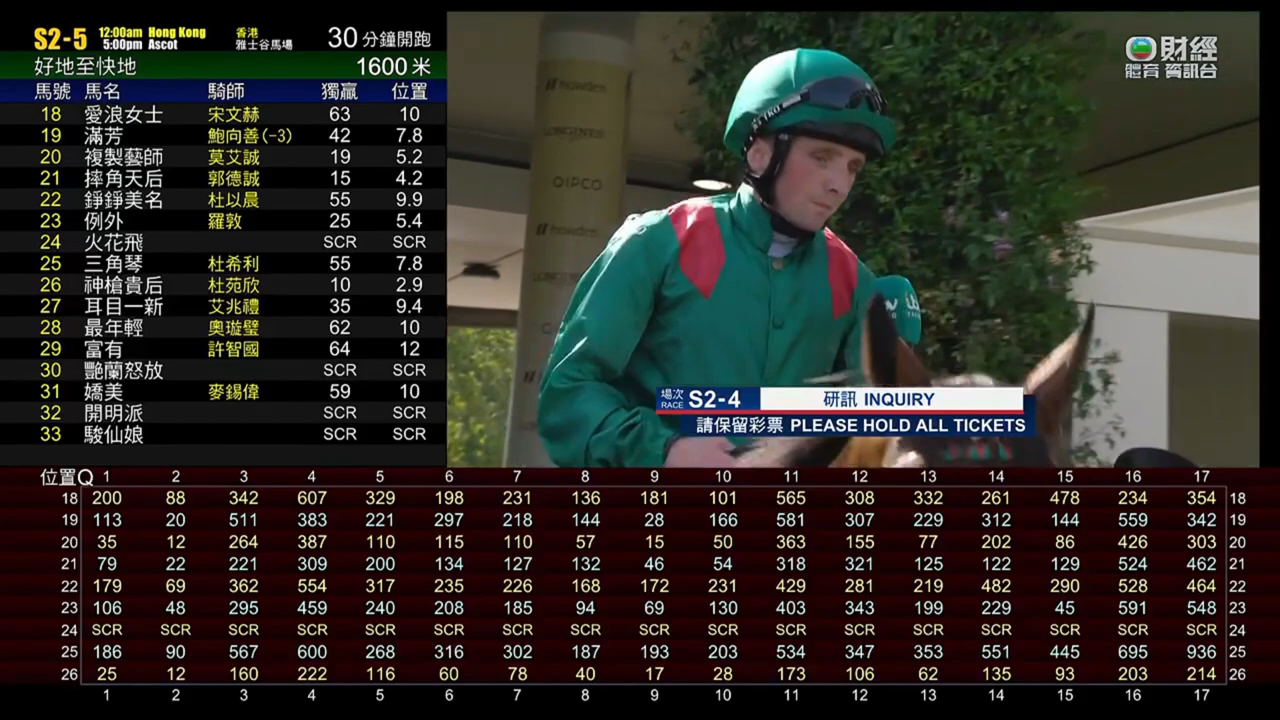 S2-5 12:00am Hong Kong 香港 30分鐘開跑
5:00pm Ascot 雅士谷馬場
好地至快地 1600米
馬號 馬名 騎師 獨贏 位置
18 愛浪女士 宋文赫 63 10
19 滿芳 鮑向善(-3) 42 7.8
20 複製藝師 莫艾誠 19 5.2
21 摔角天后 郭德誠 15 4.2
22 錚錚美名 杜以晨 55 9.9
23 例外 羅敦 25 5.4
24 火花飛 SCR SCR
25 三角琴 杜希利 55 7.8
26 神槍貴后 杜苑欣 10 2.9
27 耳目一新 艾兆禮 35 9.4
28 最年輕 奧璇璧 62 10
29 富有 許智國 64 12
30 艷蘭怒放 SCR SCR
31 嬌美 麥錫偉 59 10
32 開明派 SCR SCR
33 駿仙娘 SCR SCR
財經
體育 資訊台
howden
LONGINES
QIPCO
howden
場次 RACE S2-4 研訊 INQUIRY
請保留彩票 PLEASE HOLD ALL TICKETS
位置Q 1 2 3 4 5 6 7 8 9 10 11 12 13 14 15 16 17
18 200 88 342 607 329 198 231 136 181 101 565 308 332 261 478 234 354 18
19 113 20 511 383 221 297 218 144 28 166 581 307 229 312 144 559 342 19
20 35 12 264 387 110 115 110 57 15 50 363 155 77 202 86 426 303 20
21 79 22 221 309 200 134 127 132 46 54 318 321 125 122 129 524 462 21
22 179 69 362 554 317 235 226 168 172 231 429 281 219 482 290 528 464 22
23 106 48 295 459 240 208 185 94 69 130 403 343 199 229 45 591 548 23
24 SCR SCR SCR SCR SCR SCR SCR SCR SCR SCR SCR SCR SCR SCR SCR SCR SCR 24
25 186 90 567 600 268 316 302 187 193 203 534 347 353 551 445 695 936 25
26 25 12 160 222 116 60 78 40 17 28 173 106 62 135 93 203 214 26
1 2 3 4 5 6 7 8 9 10 11 12 13 14 15 16 17